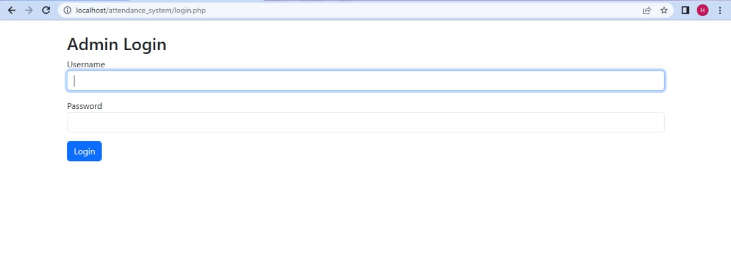 localhost/attendance_system/login.php
H
Admin Login
Username
Password
Login